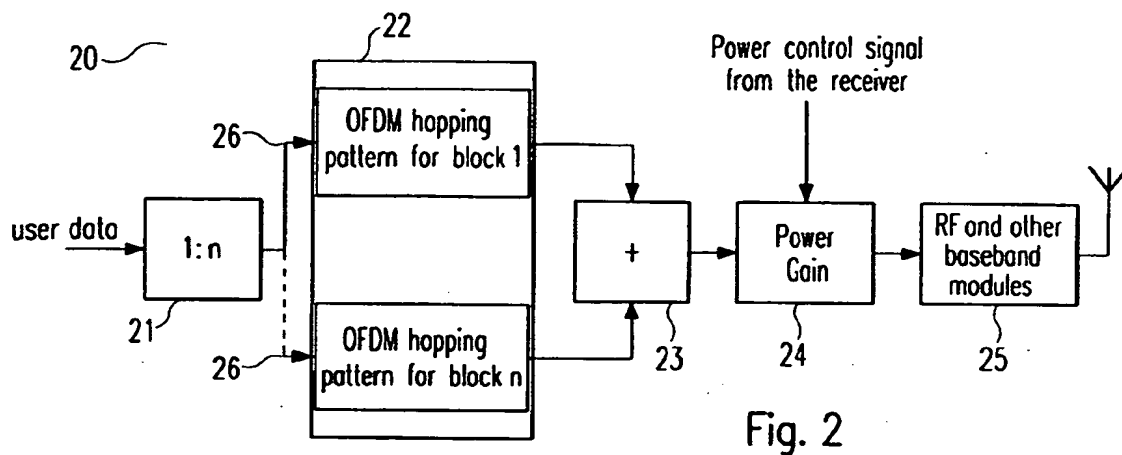 20
22
Power control signal
from the receiver
26
OFDM hopping
pattern for block 1
user data
1:n
21
+
23
Power
Gain
24
RF and other
baseband
modules
25
26
OFDM hopping
pattern for block n
Fig. 2